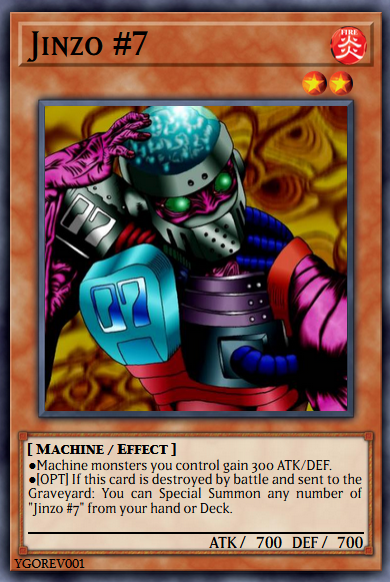 Jinzo #7
FIRE
炎
07
07
[ Machine / Effect ]
●Machine monsters you control gain 300 ATK/DEF.
●[OPT] If this card is destroyed by battle and sent to the
Graveyard: You can Special Summon any number of
"Jinzo #7" from your hand or Deck.
ATK / 700 DEF / 700
YGOREV001